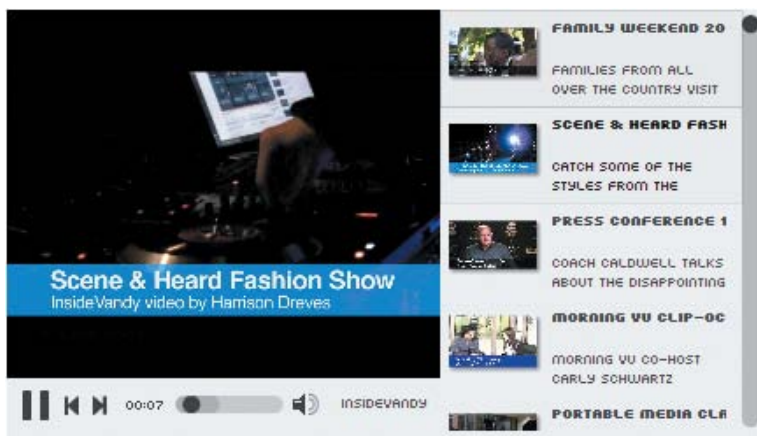 Scene & Heard Fashion Show
InsideVandy video by Harrison Dreves
00:07
INSIDEVANDY
FAMILY WEEKEND 20
FAMILIES FROM ALL
OVER THE COUNTRY VISIT
SCENE & HEARD FASH
CATCH SOME OF THE
STYLES FROM THE
PRESS CONFERENCE 1
COACH CALDWELL TALKS
ABOUT THE DISAPPOINTING
MORNING VU CLIP-OC
MORNING VU CO-HOST
CARLY SCHWARTZ
PORTABLE MEDIA CLA